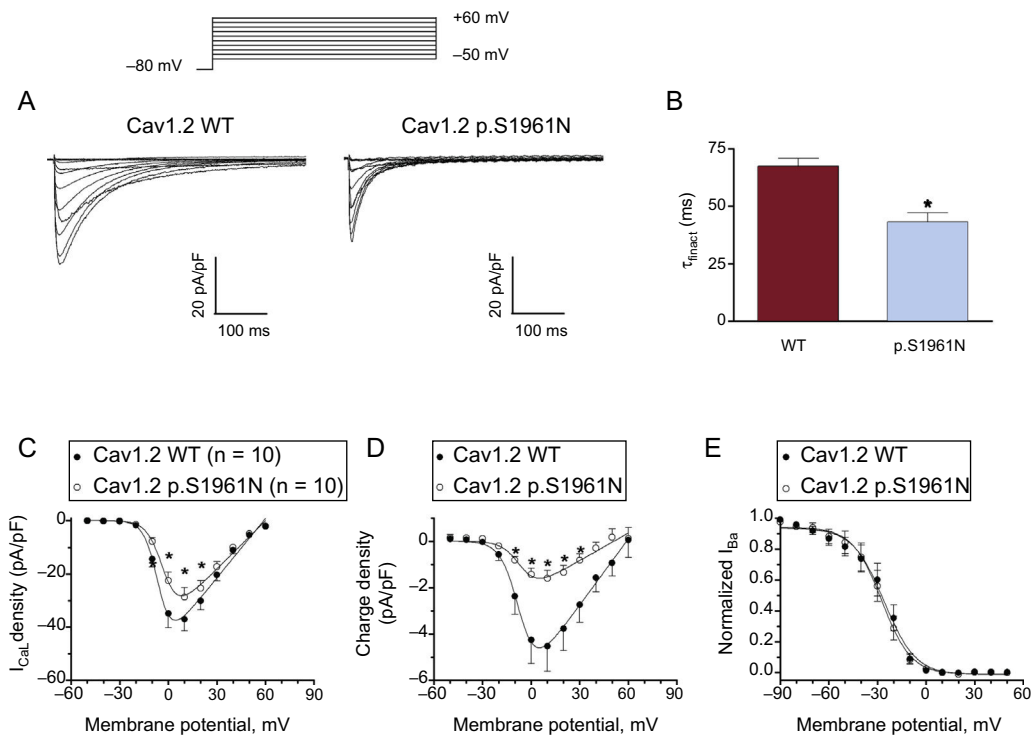 +60 mV
–50 mV
–80 mV
A
Cav1.2 WT
Cav1.2 p.S1961N
20 pA/pF
100 ms
20 pA/pF
100 ms
B
75
50
25
0
τfinact (ms)
*
WT
p.S1961N
C
Cav1.2 WT (n = 10)
Cav1.2 p.S1961N (n = 10)
0
–20
–40
–60
ICaL density (pA/pF)
* * * *
–60 –30 0 30 60 90
Membrane potential, mV
D
Cav1.2 WT
Cav1.2 p.S1961N
0
–2
–4
–6
Charge density
(pA/pF)
* * * * *
–60 –30 0 30 60 90
Membrane potential, mV
E
Cav1.2 WT
Cav1.2 p.S1961N
1.0
0.8
0.6
0.4
0.2
0.0
Normalized IBa
–90 –60 –30 0 30 60
Membrane potential, mV